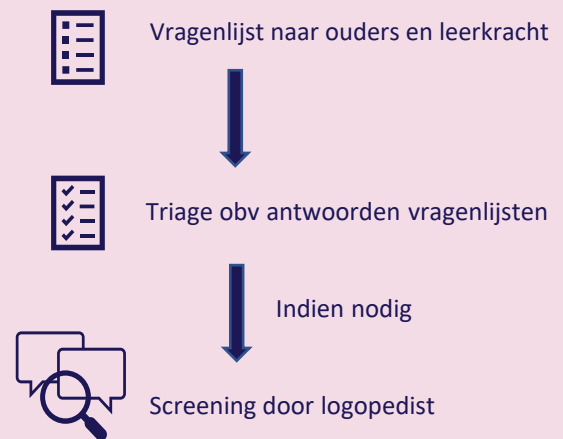 Vragenlijst naar ouders en leerkracht
Triage obv antwoorden vragenlijsten
Indien nodig
Screening door logopedist